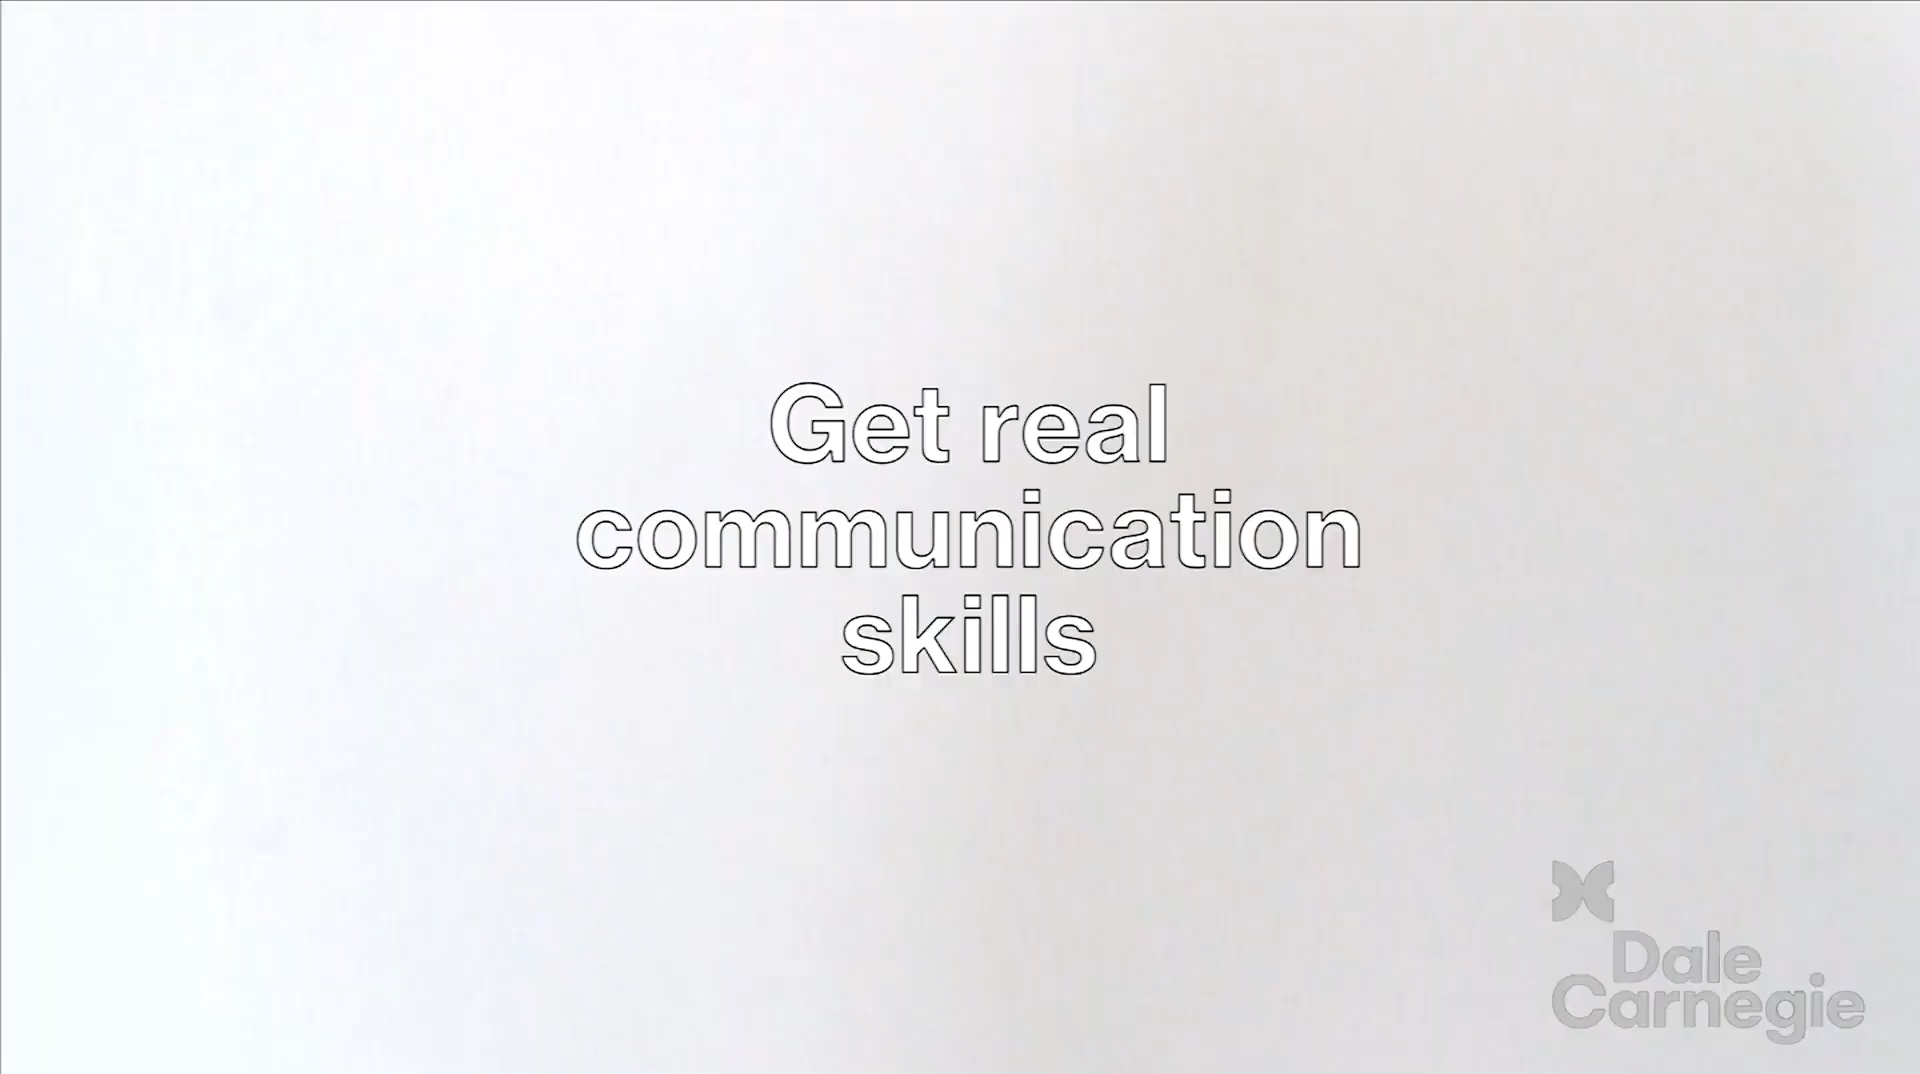 Get real
communication
skills
Dale
Carnegie